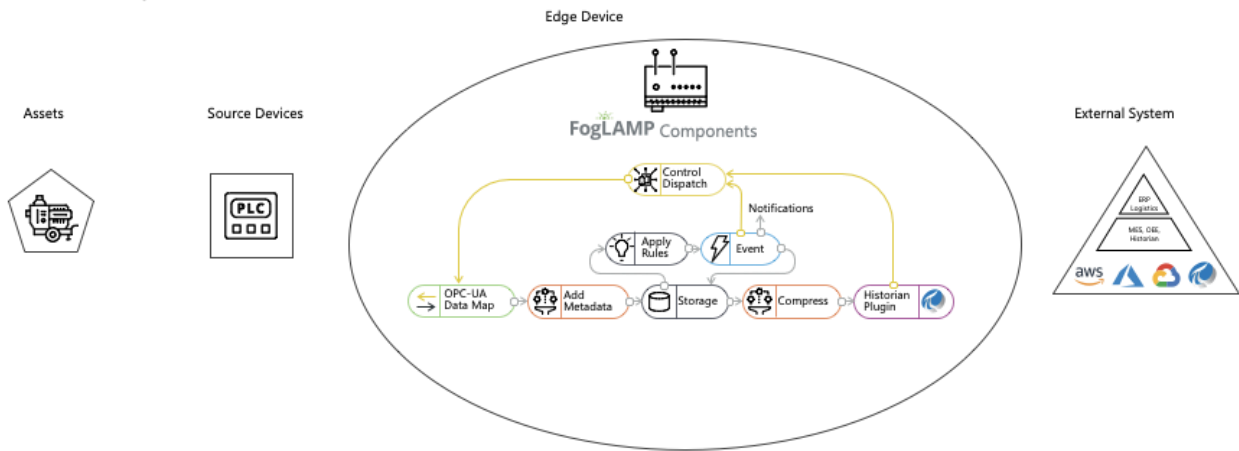 Edge Device
Assets
Source Devices
External System
FogLAMP Components
PLC
Control
Dispatch
Notifications
Apply
Rules
Event
OPC-UA
Data Map
Add
Metadata
Storage
Compress
Historian
Plugin
ERP
Logistics
MES, OEE,
Historian
aws